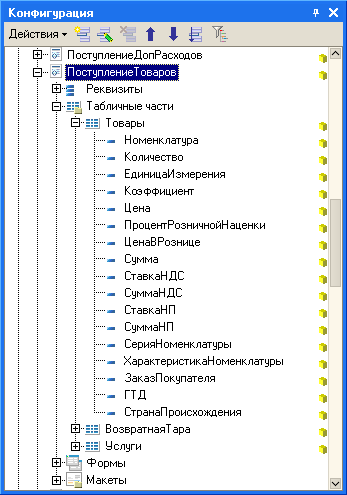 Конфигурация
Действия
ПоступлениеДопРасходов
ПоступлениеТоваров
Реквизиты
Табличные части
Товары
Номенклатура
Количество
ЕдиницаИзмерения
Коэффициент
Цена
ПроцентРозничнойНаценки
ЦенаВРознице
Сумма
СтавкаНДС
СуммаНДС
СтавкаНП
СуммаНП
СерияНоменклатуры
ХарактеристикаНоменклатуры
ЗаказПокупателя
ГТД
СтранаПроисхождения
ВозвратнаяТара
Услуги
Формы
Макеты